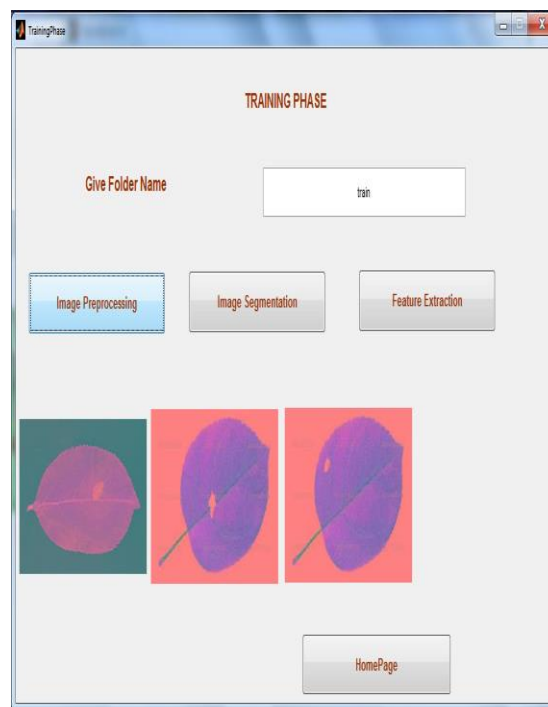 TrainingPhase
TRAINING PHASE
Give Folder Name
train
Image Preprocessing
Image Segmentation
Feature Extraction
HomePage